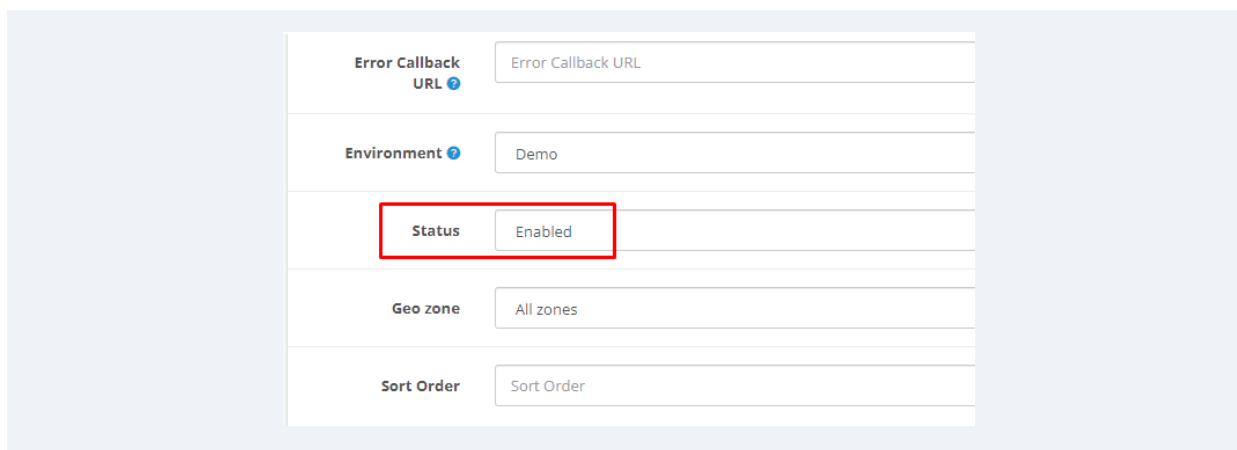 Error Callback URL
Error Callback URL
Environment
Demo
Status
Enabled
Geo zone
All zones
Sort Order
Sort Order